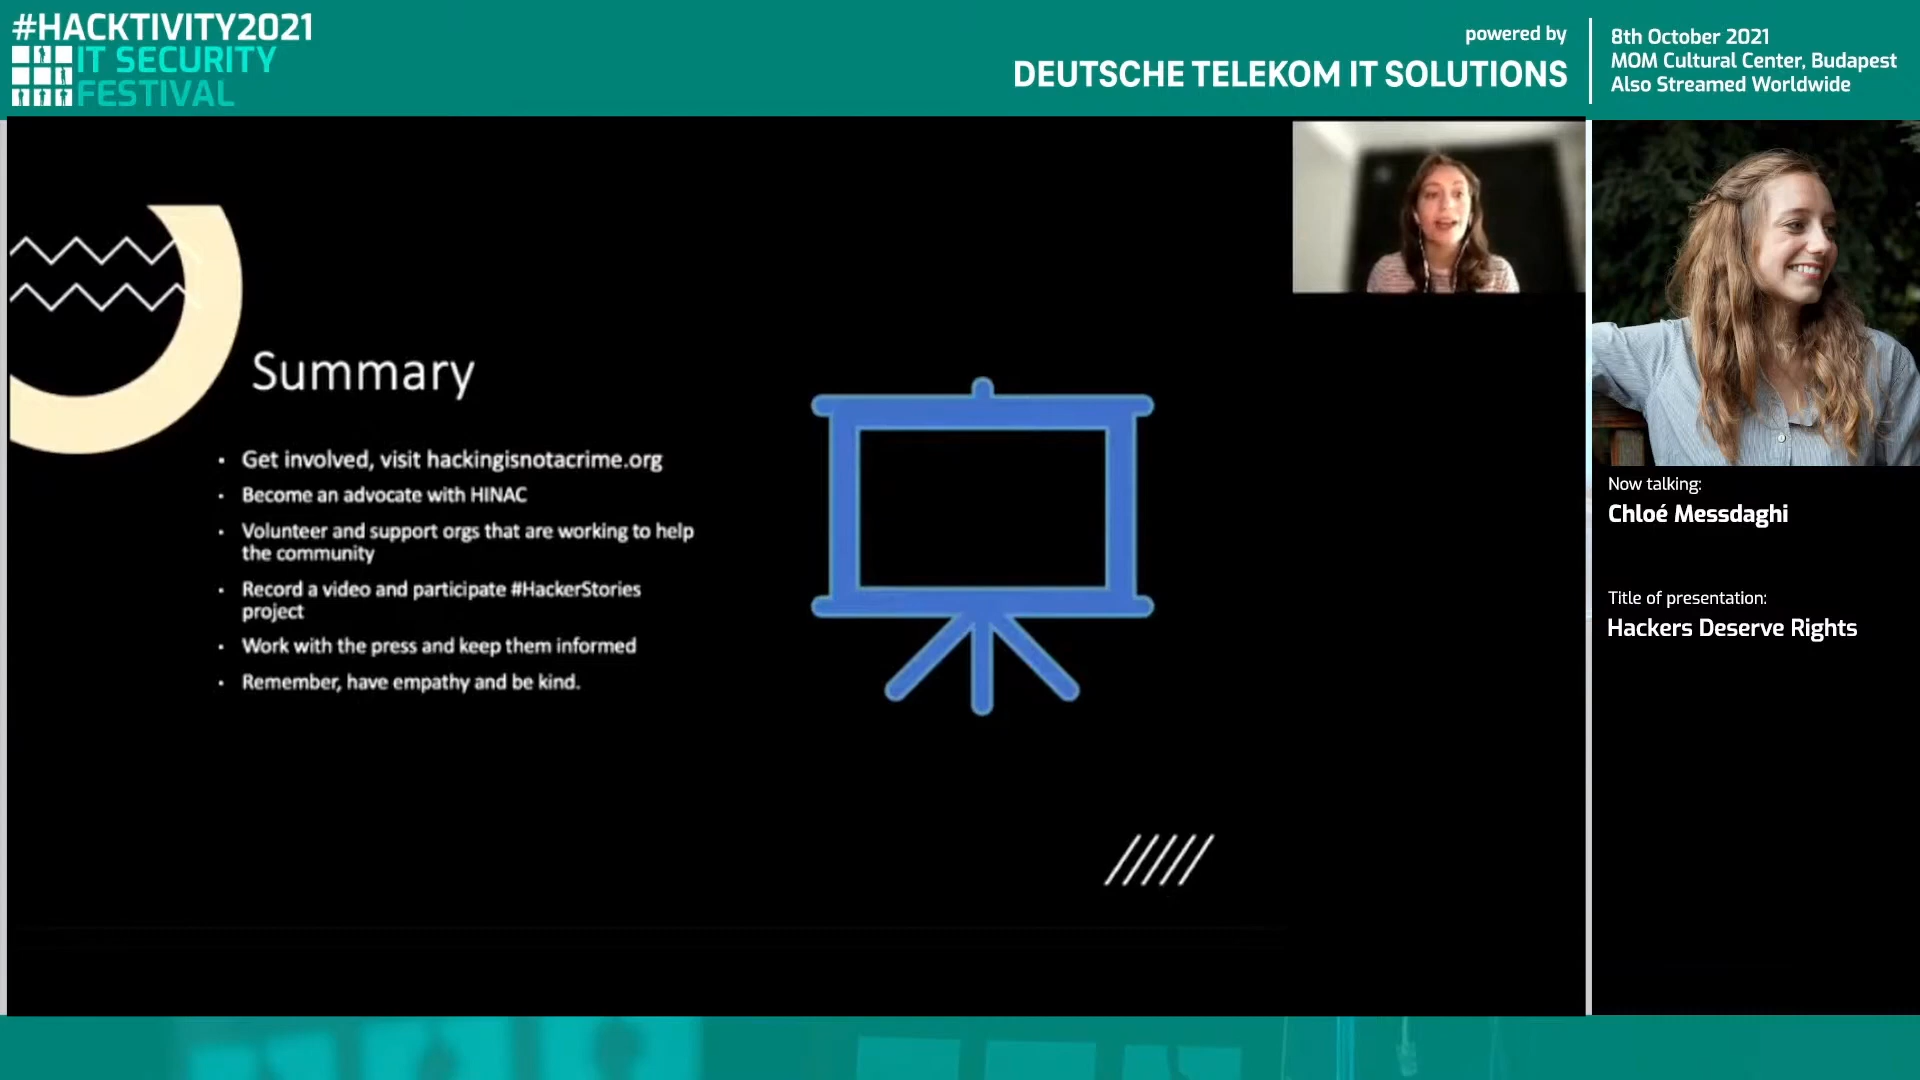 #HACKTIVITY2021
IT SECURITY
FESTIVAL
powered by
DEUTSCHE TELEKOM IT SOLUTIONS
8th October 2021
MOM Cultural Center, Budapest
Also Streamed Worldwide
Summary
• Get involved, visit hackingisnotacrime.org
• Become an advocate with HINAC
• Volunteer and support orgs that are working to help
the community
• Record a video and participate #HackerStories
project
• Work with the press and keep them informed
• Remember, have empathy and be kind.
Now talking:
Chloé Messdaghi
Title of presentation:
Hackers Deserve Rights